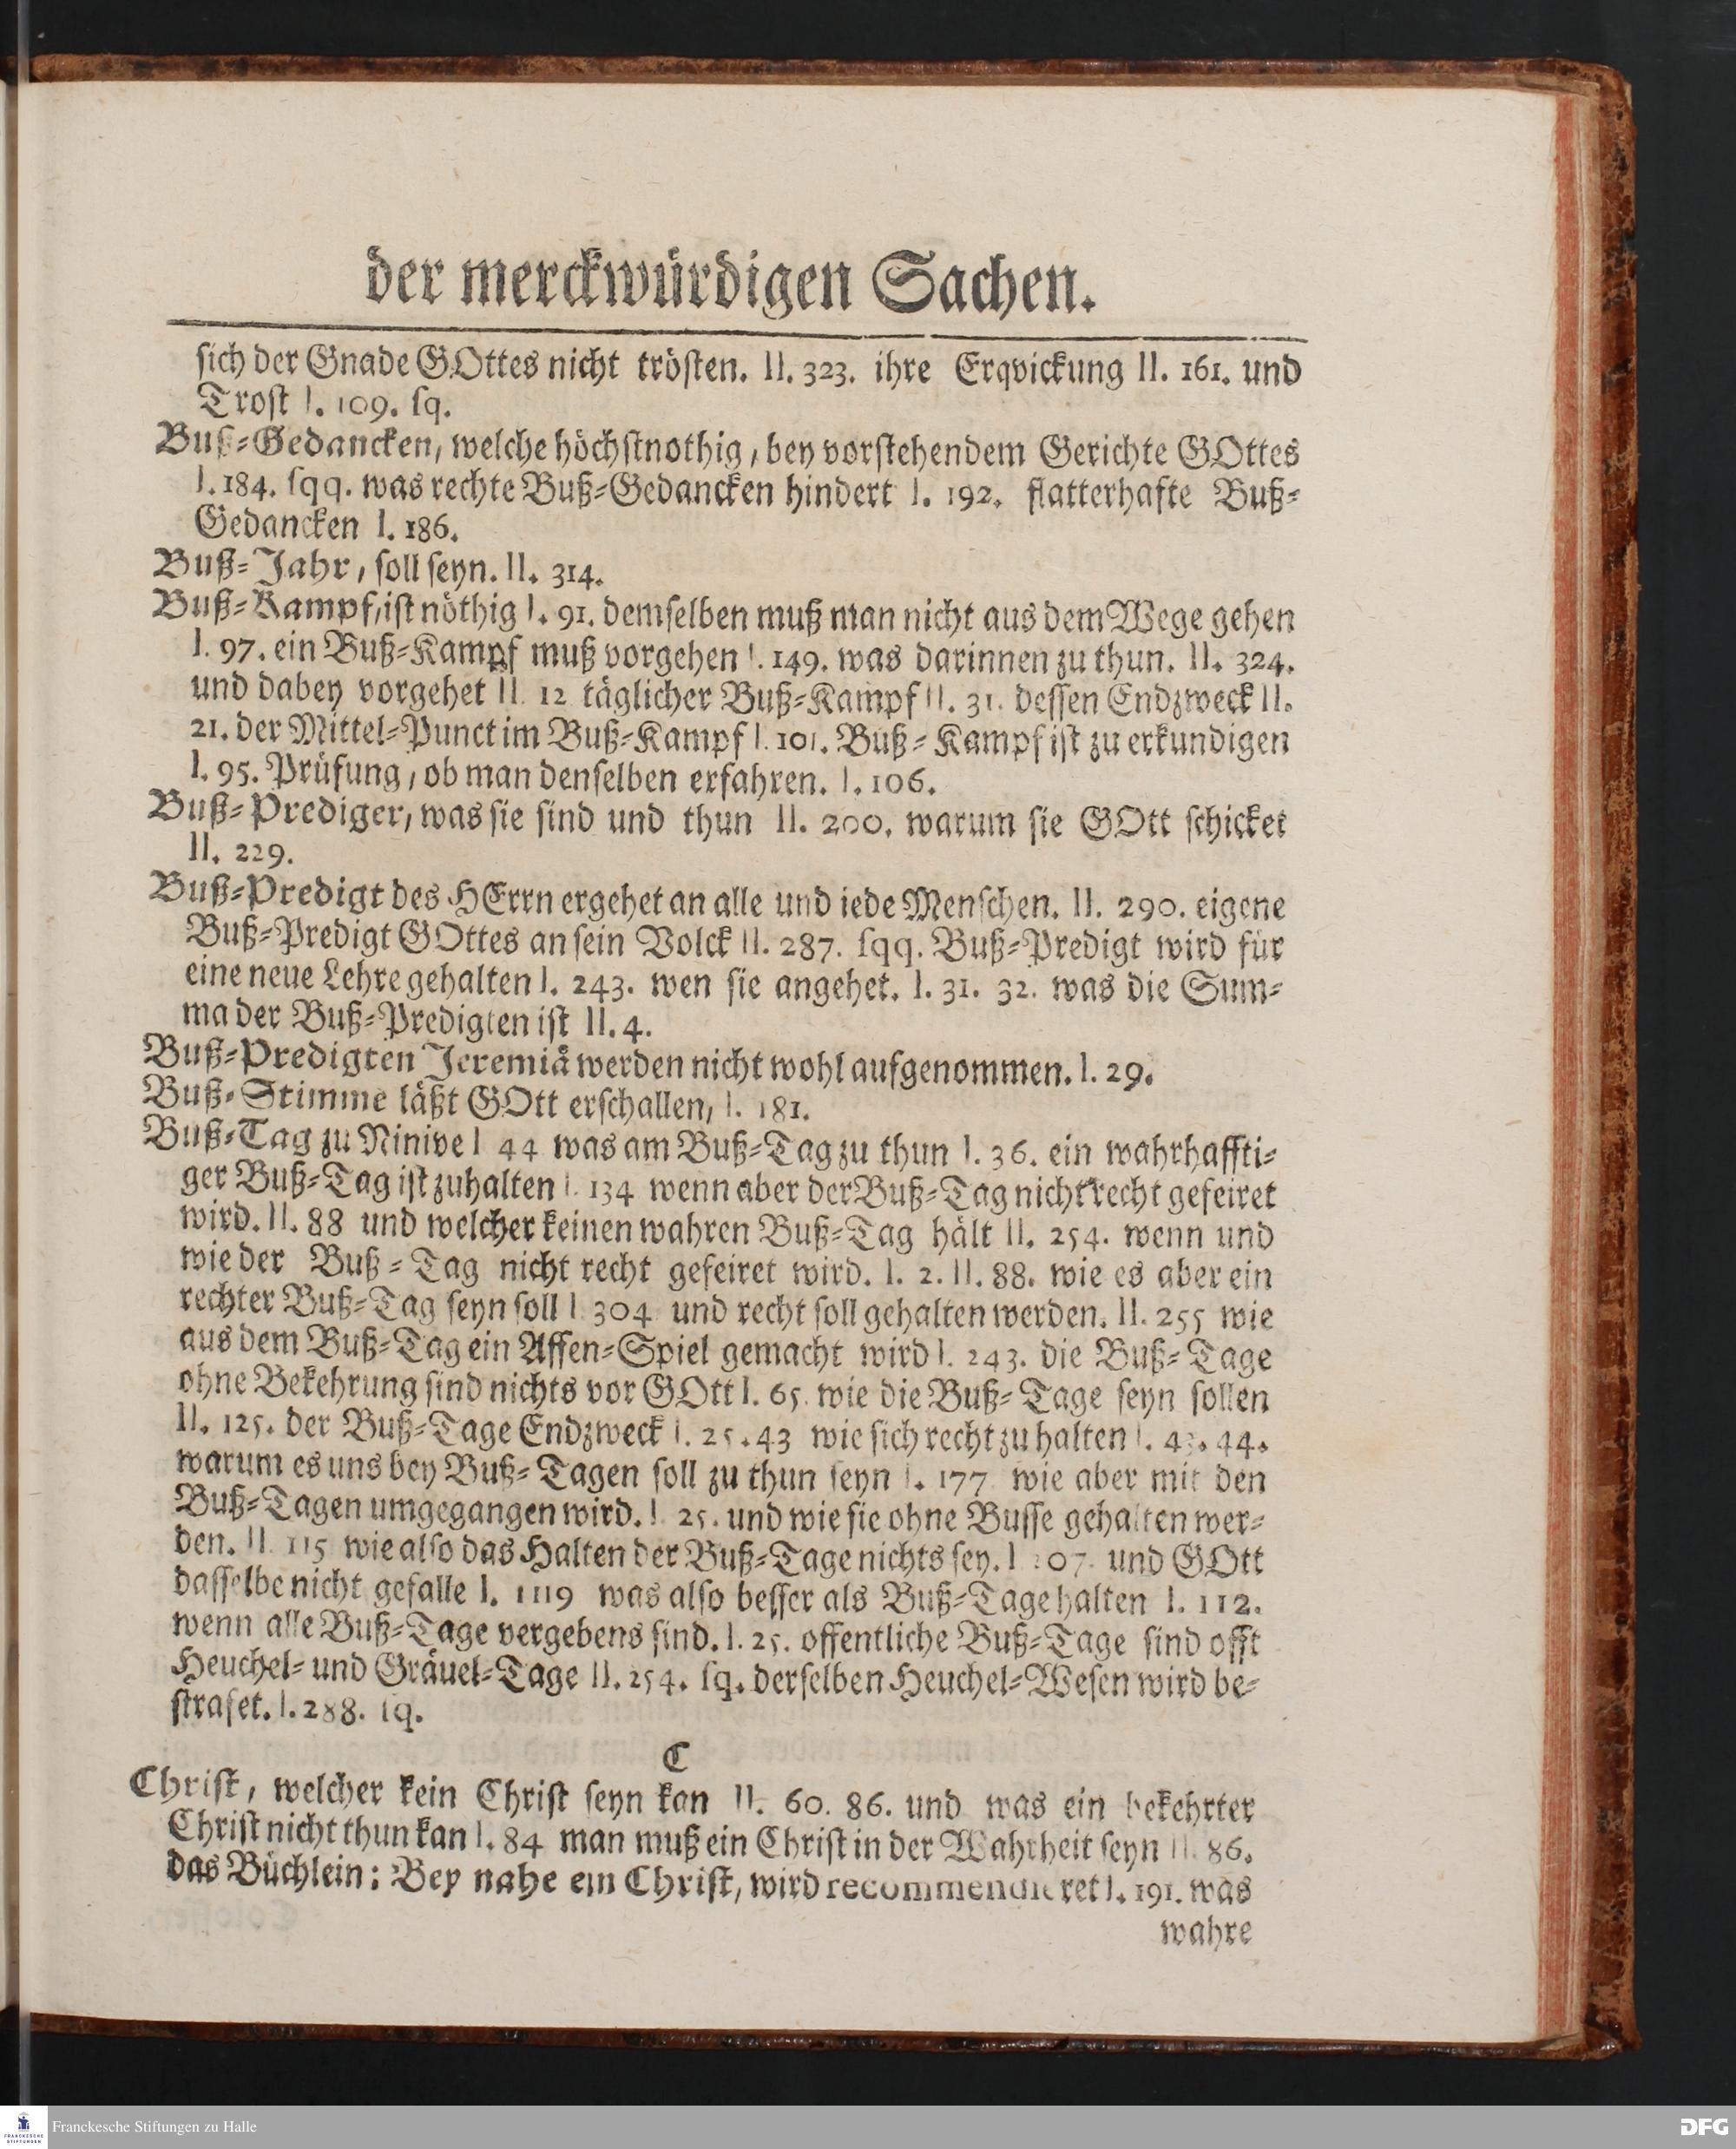 der merckwürdigen Sachen.
sich der Gnade GOttes nicht trösten. II. 323. ihre Erqvickung II. 161. und
Trost I. 109. sq.
Buß-Gedancken, welche höchstnothig, bey vorstehendem Gerichte GOttes
I. 184. sqq. was rechte Buß-Gedancken hindert I. 192. flatterhafte Buß-
Gedancken I. 186.
Buß-Jahr, soll seyn. II. 314.
Buß-Kampf, ist nöthig I. 91. demselben muß man nicht aus dem Wege gehen
I. 97. ein Buß-Kampf muß vorgehen I. 149. was darinnen zu thun. II. 324.
und dabey vorgehet II. 12 täglicher Buß-Kampf II. 31. dessen Endzweck II.
21. der Mittel-Punct im Buß-Kampf I. 101. Buß-Kampf ist zu erkundigen
I. 95. Prüfung, ob man denselben erfahren. I. 106.
Buß-Prediger, was sie sind und thun II. 200. warum sie GOtt schicket
II. 229.
Buß-Predigt des HErrn ergehet an alle und iede Menschen. II. 290. eigene
Buß-Predigt GOttes an sein Volck II. 287. sqq. Buß-Predigt wird für
eine neue Lehre gehalten I. 243. wen sie angehet. I. 31. 32. was die Sum-
ma der Buß-Predigten ist II. 4.
Buß-Predigten Jeremiä werden nicht wohl aufgenommen. I. 29.
Buß-Stimme läßt GOtt erschallen, I. 181.
Buß-Tag zu Ninive I 44 was am Buß-Tag zu thun I. 36. ein wahrhaffti-
ger Buß-Tag ist zuhalten I. 134 wenn aber der Buß-Tag nicht recht gefeiret
wird. II. 88 und welcher keinen wahren Buß-Tag hält II. 254. wenn und
wie der Buß-Tag nicht recht gefeiret wird. I. 2. II. 88. wie es aber ein
rechter Buß-Tag seyn soll I 304 und recht soll gehalten werden. II. 255 wie
aus dem Buß-Tag ein Affen-Spiel gemacht wird I. 243. die Buß-Tage
ohne Bekehrung sind nichts vor GOtt I. 65. wie die Buß-Tage seyn sollen
II. 125. der Buß-Tage Endzweck I. 25. 43 wie sich recht zu halten I. 43. 44.
warum es uns bey Buß-Tagen soll zu thun seyn I. 177 wie aber mit den
Buß-Tagen umgegangen wird. I. 25. und wie sie ohne Busse gehalten wer-
den. II. 115 wie also das Halten der Buß-Tage nichts sey. I 107. und GOtt
dasselbe nicht gefalle I. 1119 was also besser als Buß-Tage halten I. 112.
wenn alle Buß-Tage vergebens sind. I. 25. offentliche Buß-Tage sind offt
Heuchel- und Gräuel-Tage II. 254. sq. derselben Heuchel-Wesen wird be-
strafet. I. 288. sq.
C
Christ, welcher kein Christ seyn kan II. 60. 86. und was ein bekehrter
Christ nicht thun kan I. 84 man muß ein Christ in der Wahrheit seyn II. 86.
das Büchlein: Bey nahe ein Christ, wird recommendiret I. 191. was
wahre
Franckesche Stiftungen zu Halle
DFG
FRANCKESCHE
STIFTUNGEN